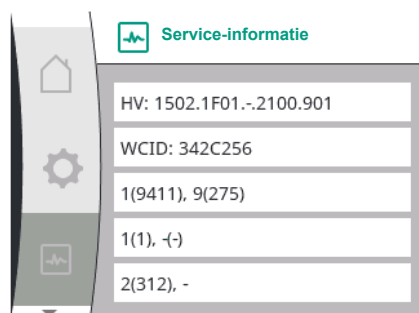 Service-informatie
HV: 1502.1F01.-.2100.901
WCID: 342C256
1(9411), 9(275)
1(1), -(-)
2(312), -